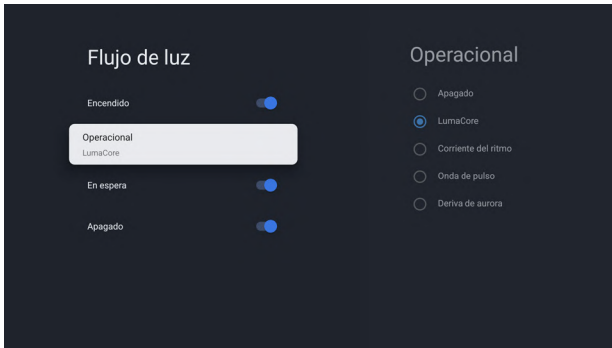 Flujo de luz
Encendido
Operacional
LumaCore
En espera
Apagado
Operacional
Apagado
LumaCore
Corriente del ritmo
Onda de pulso
Deriva de aurora